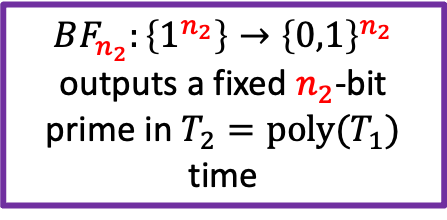 BF_{n_2}: {1^{n_2}} → {0,1}^{n_2}
outputs a fixed n_2-bit
prime in T_2 = poly(T_1)
time